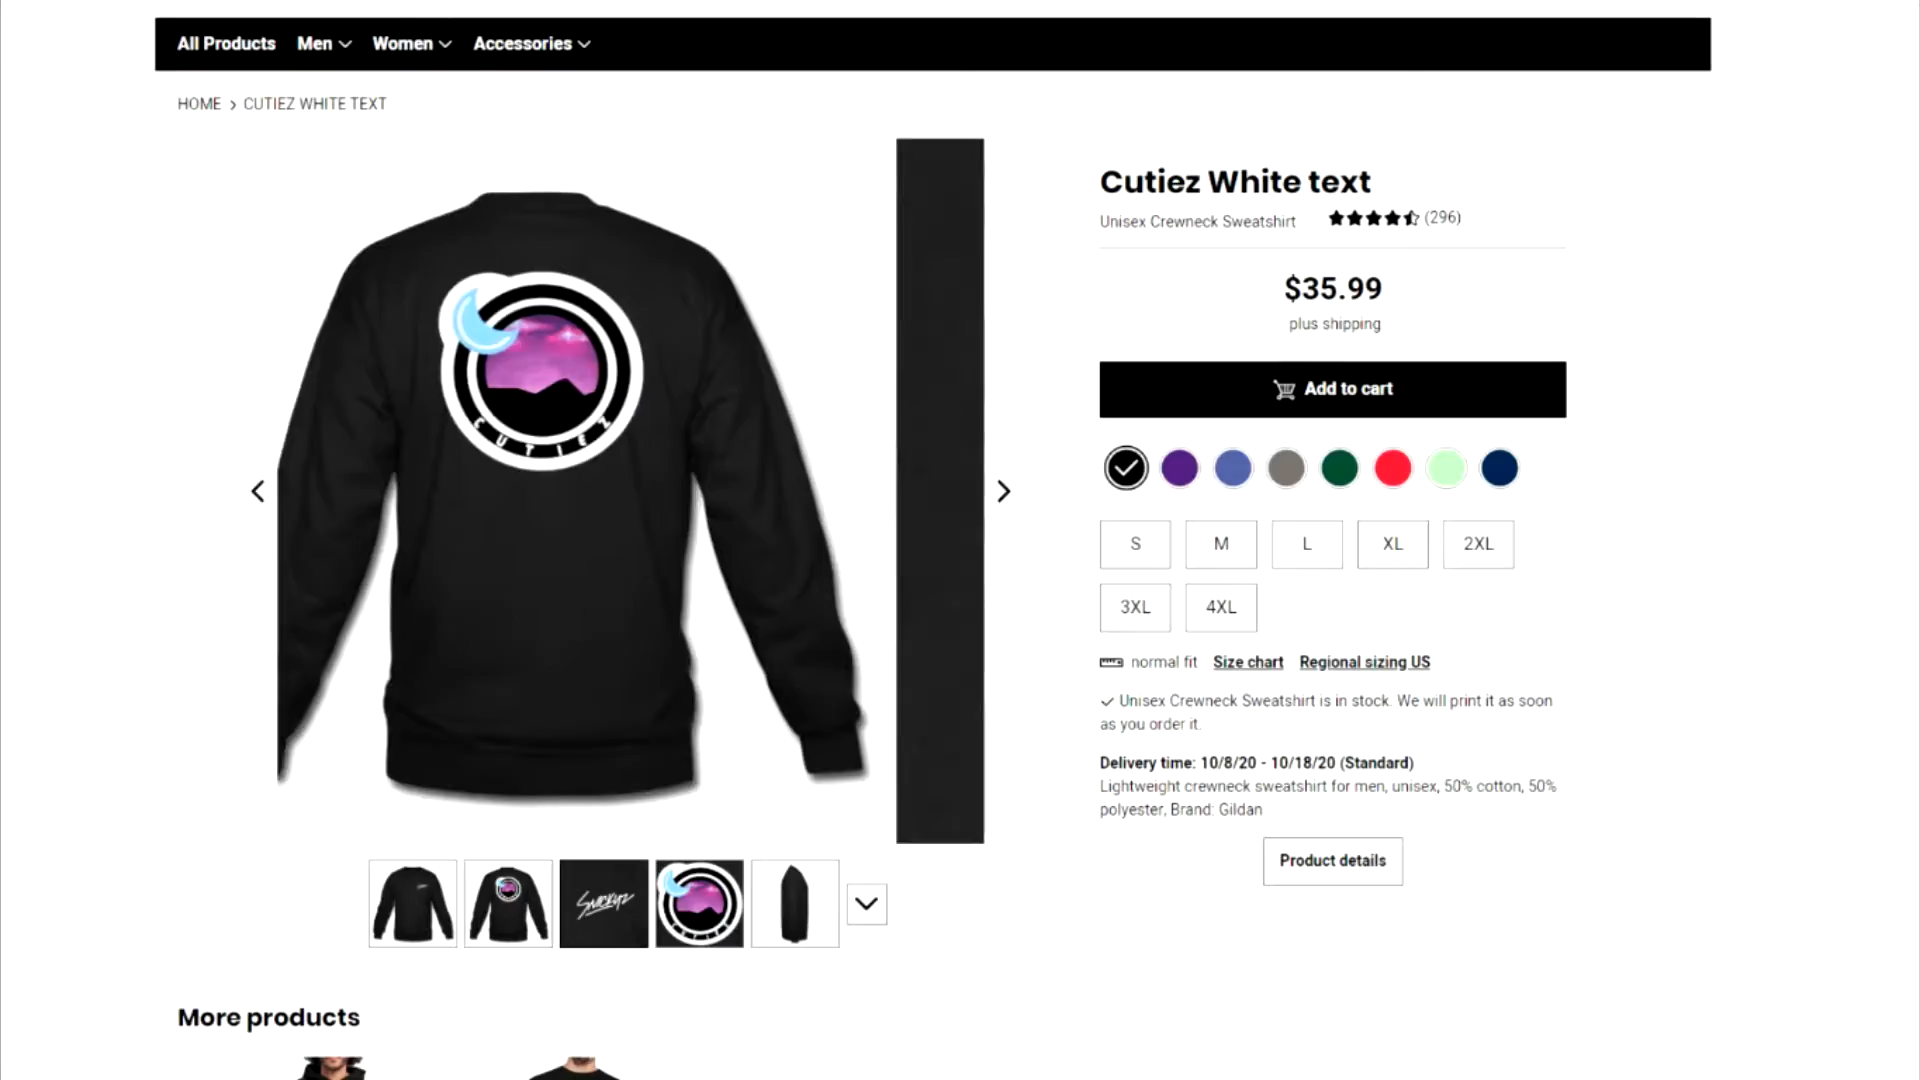 All Products Men Women Accessories
HOME > CUTIEZ WHITE TEXT
CUTIEZ
Cutiez White text
Unisex Crewneck Sweatshirt (296)
$35.99
plus shipping
Add to cart
S M L XL 2XL
3XL 4XL
normal fit Size chart Regional sizing US
Unisex Crewneck Sweatshirt is in stock. We will print it as soon
as you order it.
Delivery time: 10/8/20 - 10/18/20 (Standard)
Lightweight crewneck sweatshirt for men, unisex, 50% cotton, 50%
polyester, Brand: Gildan
Product details
More products